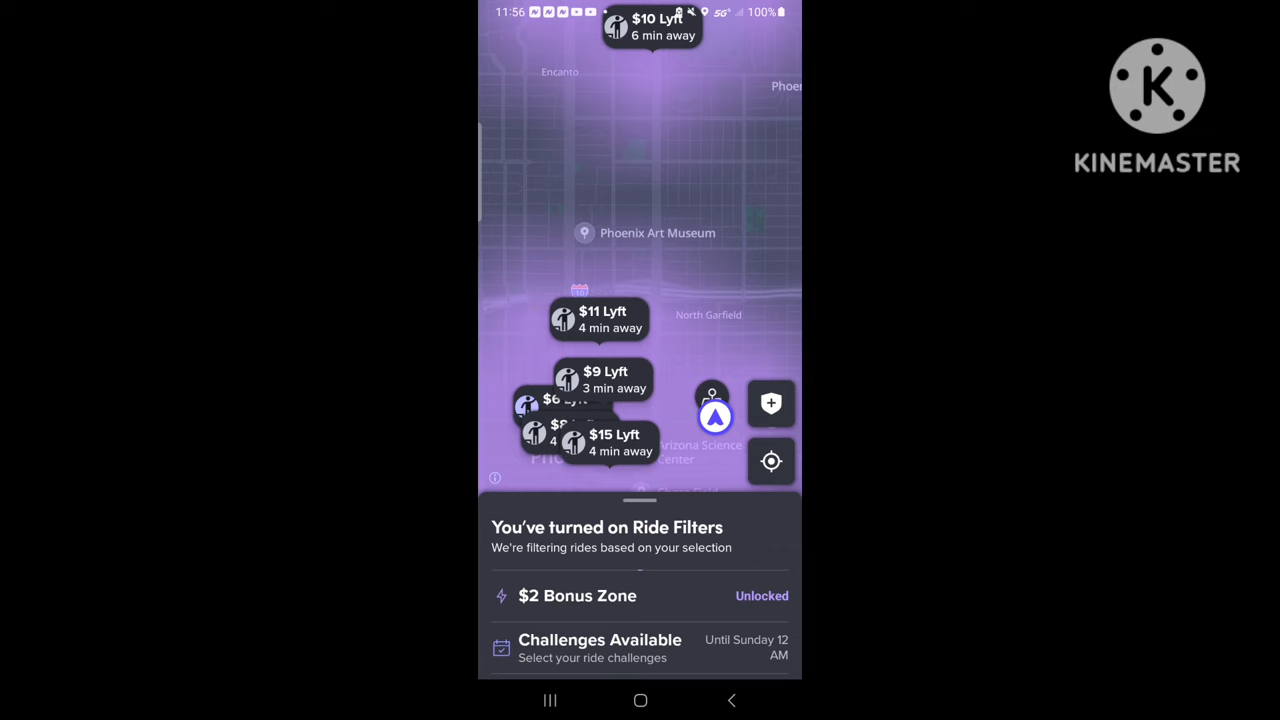 11:56
5G
100%
$10 Lyft
6 min away
Encanto
KINEMASTER
Phoenix Art Museum
10
$11 Lyft
4 min away
North Garfield
$9 Lyft
3 min away
$6 Lyft
4
$15 Lyft
4 min away
Arizona Science
Center
You've turned on Ride Filters
We're filtering rides based on your selection
$2 Bonus Zone
Unlocked
Challenges Available
Select your ride challenges
Until Sunday 12
AM